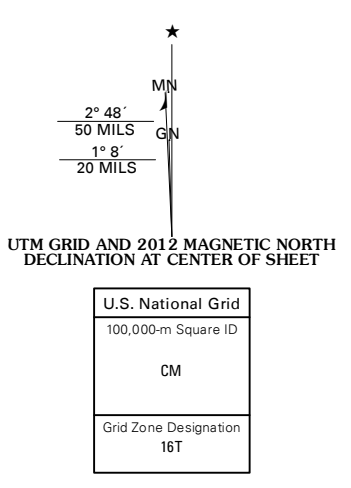 ★
MN
2° 48´
50 MILS
GN
1° 8´
20 MILS
UTM GRID AND 2012 MAGNETIC NORTH
DECLINATION AT CENTER OF SHEET
U.S. National Grid
100,000-m Square ID
CM
Grid Zone Designation
16T